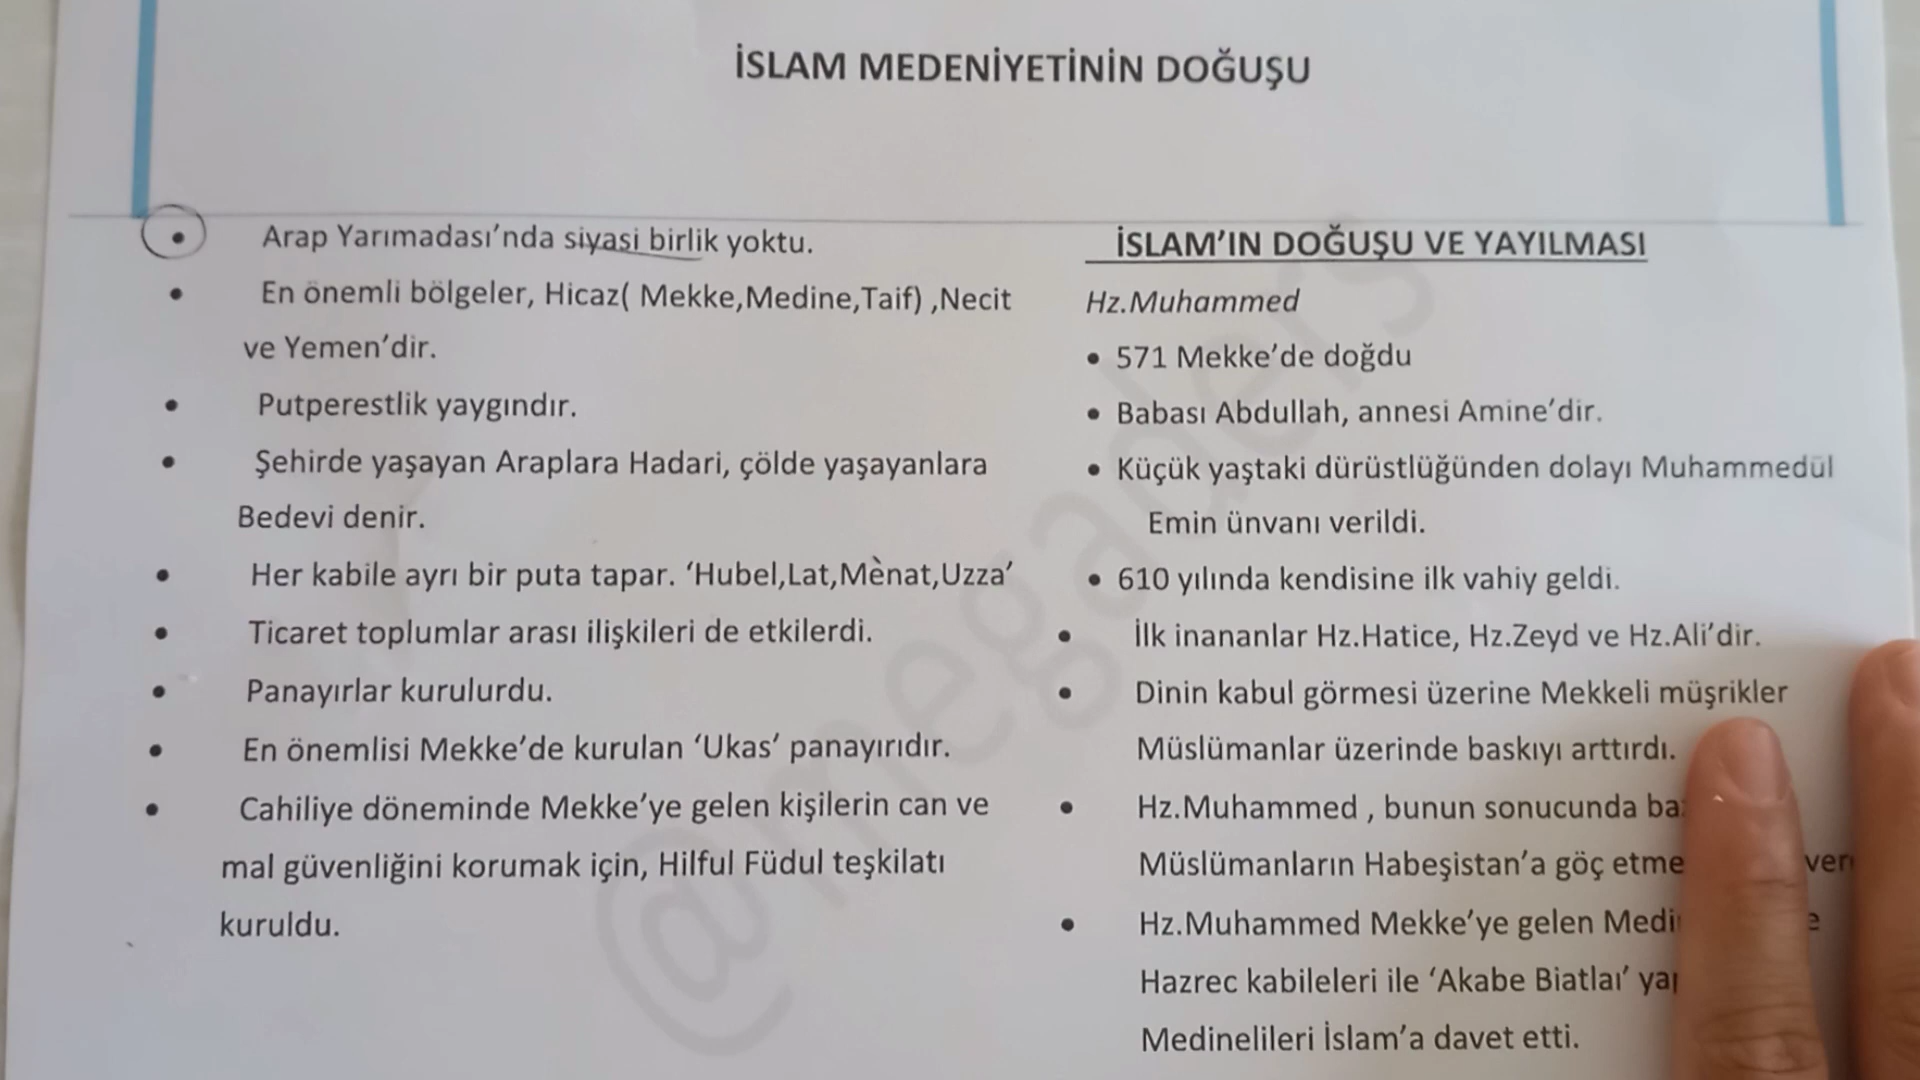 İSLAM MEDENİYETİNİN DOĞUŞU
• Arap Yarımadası’nda siyasi birlik yoktu.
• En önemli bölgeler, Hicaz( Mekke,Medine,Taif) ,Necit
ve Yemen’dir.
• Putperestlik yaygındır.
• Şehirde yaşayan Araplara Hadari, çölde yaşayanlara
Bedevi denir.
• Her kabile ayrı bir puta tapar. ‘Hubel,Lat,Mènat,Uzza’
• Ticaret toplumlar arası ilişkileri de etkilerdi.
• Panayırlar kurulurdu.
• En önemlisi Mekke’de kurulan ‘Ukas’ panayırıdır.
• Cahiliye döneminde Mekke’ye gelen kişilerin can ve
mal güvenliğini korumak için, Hilful Füdul teşkilatı
kuruldu.
İSLAM’IN DOĞUŞU VE YAYILMASI
Hz.Muhammed
• 571 Mekke’de doğdu
• Babası Abdullah, annesi Amine’dir.
• Küçük yaştaki dürüstlüğünden dolayı Muhammedül
Emin ünvanı verildi.
• 610 yılında kendisine ilk vahiy geldi.
• İlk inananlar Hz.Hatice, Hz.Zeyd ve Hz.Ali’dir.
• Dinin kabul görmesi üzerine Mekkeli müşrikler
Müslümanlar üzerinde baskıyı arttırdı.
• Hz.Muhammed , bunun sonucunda
Müslümanların Habeşistan’a göç
• Hz.Muhammed Mekke’ye gelen
Hazrec kabileleri ile ‘Akabe Biatlaı’
Medinelileri İslam’a davet etti.
@megaders